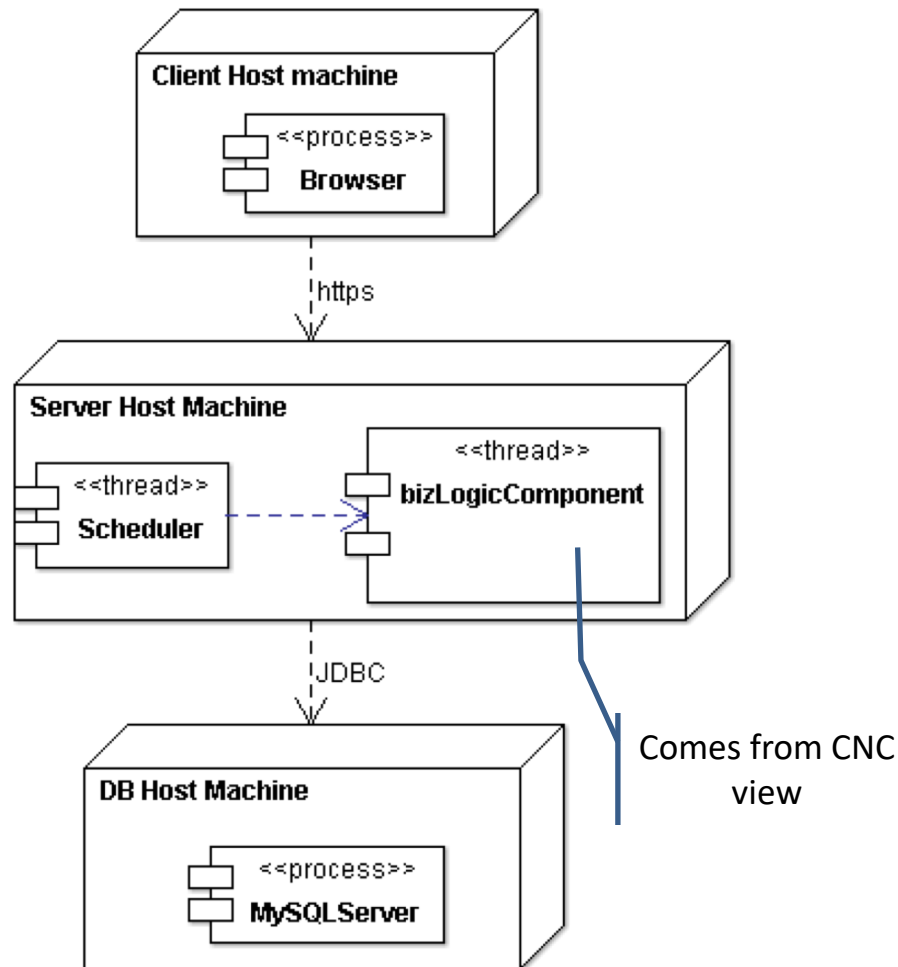 Client Host machine
<<process>>
Browser
https
Server Host Machine
<<thread>>
Scheduler
<<thread>>
bizLogicComponent
JDBC
Comes from CNC
view
DB Host Machine
<<process>>
MySQLServer